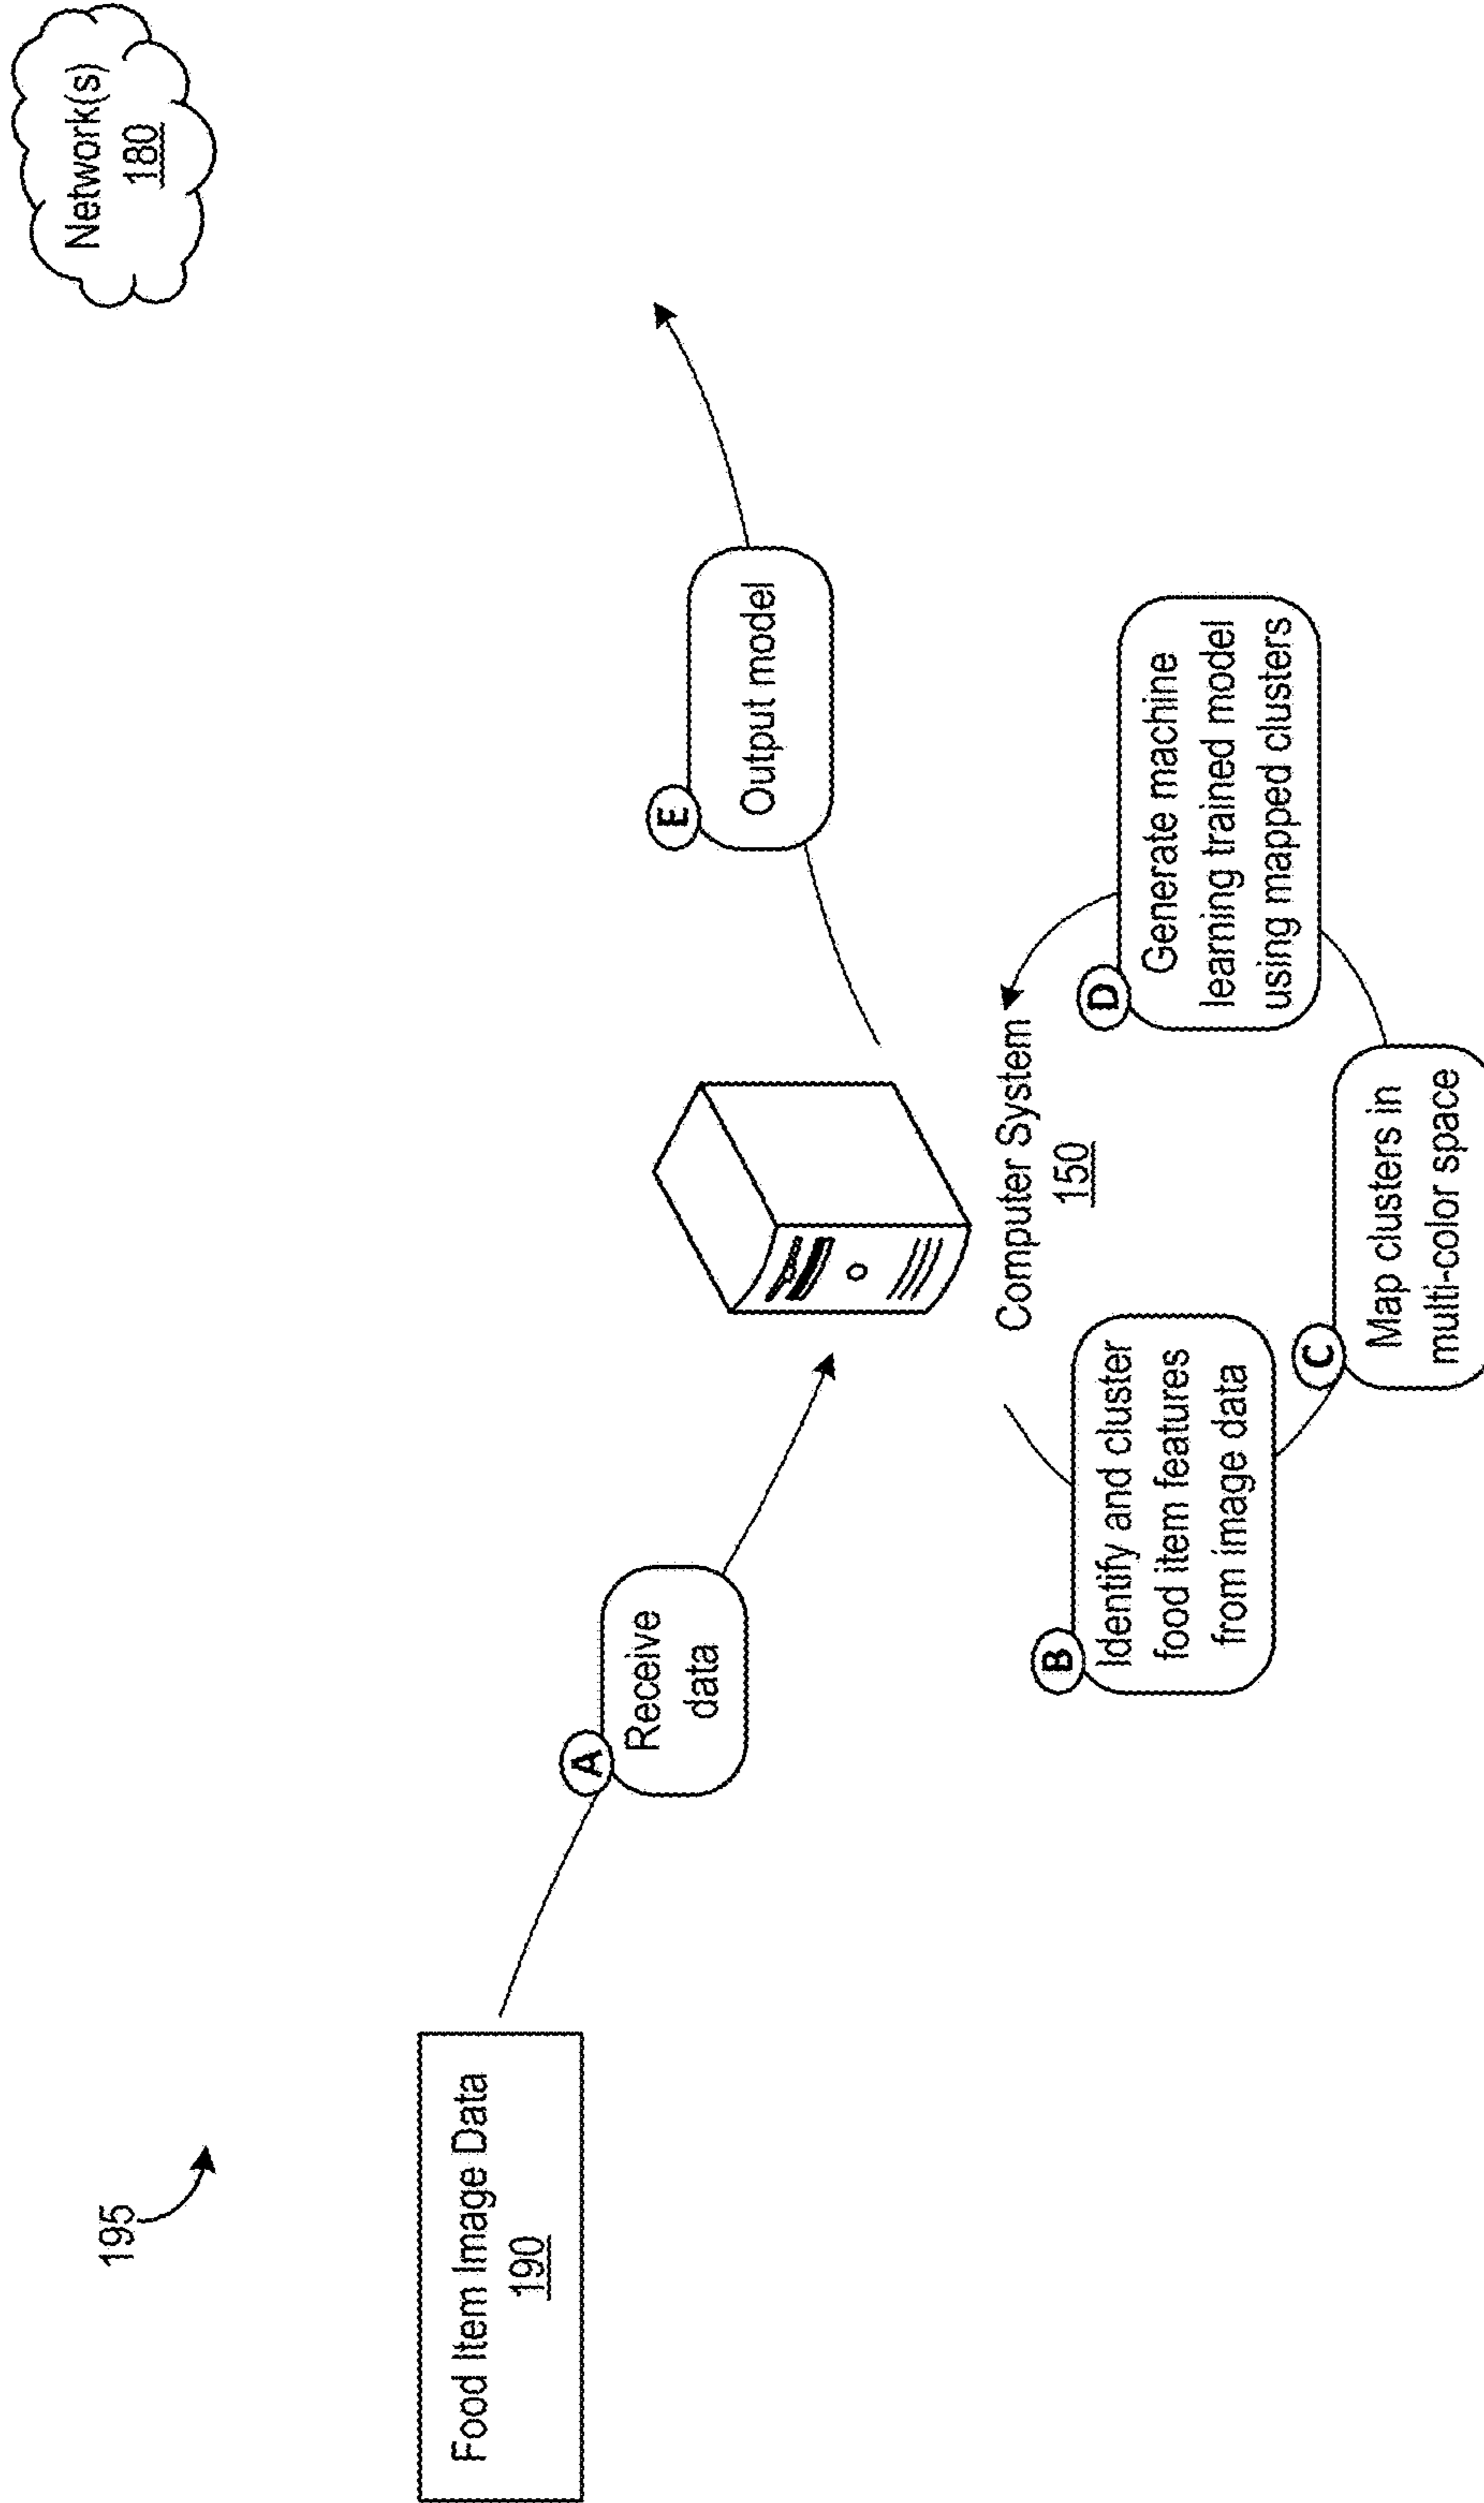 195
Network(s)
180
Food Item Image Data
190
A
Receive
data
E
Output model
Computer System
150
B
Identify and cluster
food item features
from image data
C
Map clusters in
multi-color space
D
Generate machine
learning trained model
using mapped clusters